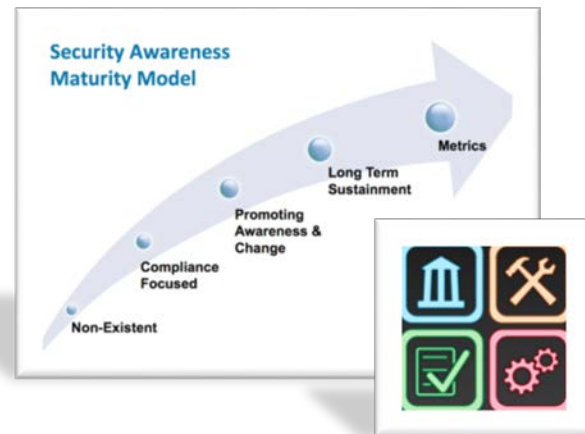 Security Awareness
Maturity Model
Metrics
Long Term
Sustainment
Promoting
Awareness &
Change
Compliance
Focused
Non-Existent